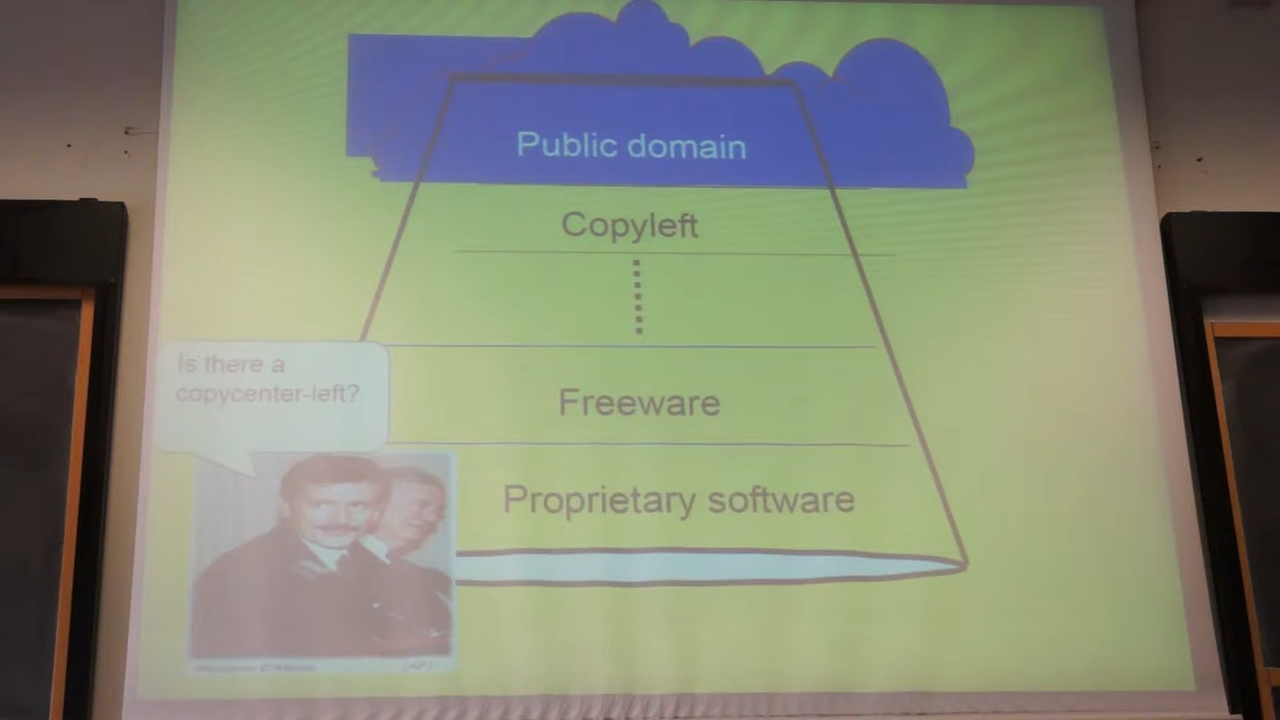 Public domain
Copyleft
Is there a
copycenter-left?
Freeware
Proprietary software